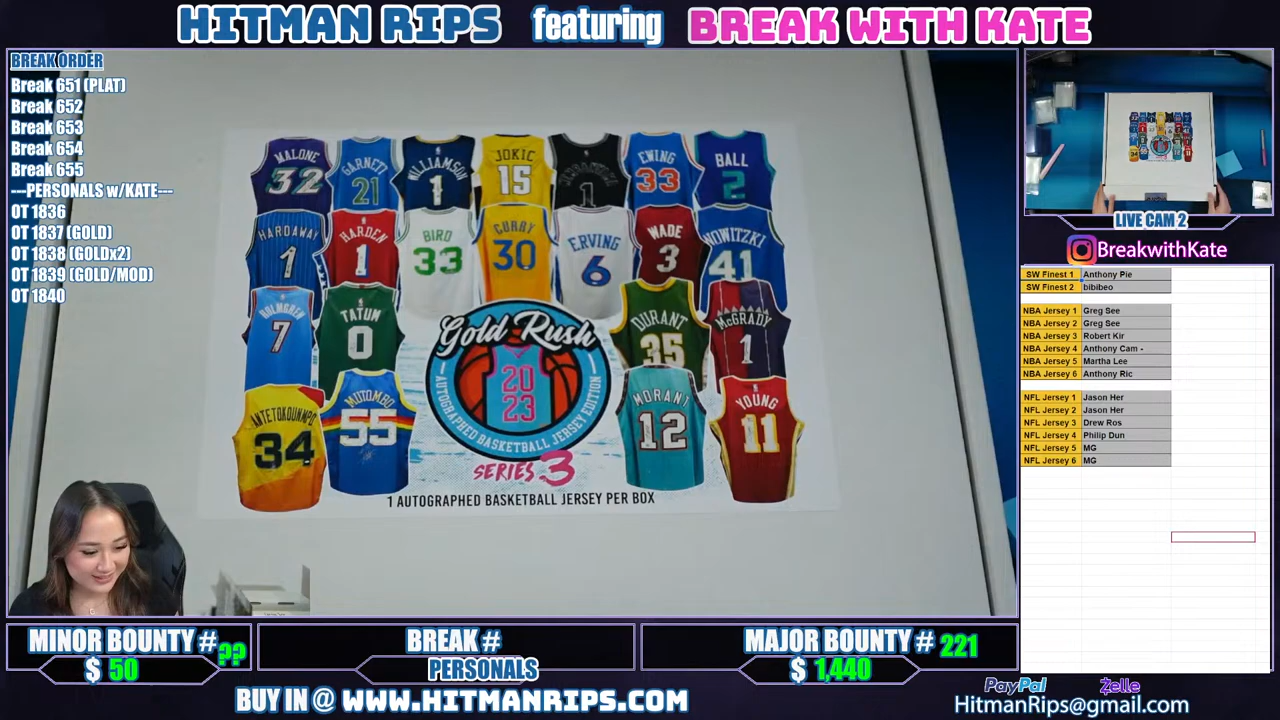 HITMAN RIPS featuring BREAK WITH KATE
BREAK ORDER
Break 651 (PLAT)
Break 652
Break 653
Break 654
Break 655
---PERSONALS w/KATE---
OT 1836
OT 1837 (GOLD)
OT 1838 (GOLDx2)
OT 1839 (GOLD/MOD)
OT 1840
MALONE 32
GARNETT 21
WILLIAMSON 1
JOKIC 15
1
EWING 33
BALL 2
HARDAWAY 1
HARDEN 1
BIRD 33
CURRY 30
ERVING 6
WADE 3
NOWITZKI 41
HOLMGREN 7
TATUM 0
DURANT 35
McGRADY 1
ANTETOKOUNMPO 34
MUTOMBO 55
MORANT 12
YOUNG 11
Gold Rush
2023
AUTOGRAPHED BASKETBALL JERSEY EDITION
SERIES 3
1 AUTOGRAPHED BASKETBALL JERSEY PER BOX
LIVE CAM 2
BreakwithKate
SW Finest 1 Anthony Pie
SW Finest 2 bibibeo
NBA Jersey 1 Greg See
NBA Jersey 2 Greg See
NBA Jersey 3 Robert Kir
NBA Jersey 4 Anthony Cam -
NBA Jersey 5 Martha Lee
NBA Jersey 6 Anthony Ric
NFL Jersey 1 Jason Her
NFL Jersey 2 Jason Her
NFL Jersey 3 Drew Ros
NFL Jersey 4 Philip Dun
NFL Jersey 5 MG
NFL Jersey 6 MG
MINOR BOUNTY # ??
$ 50
BREAK #
PERSONALS
MAJOR BOUNTY # 221
$ 1,440
BUY IN @ WWW.HITMANRIPS.COM
PayPal Zelle
HitmanRips@gmail.com